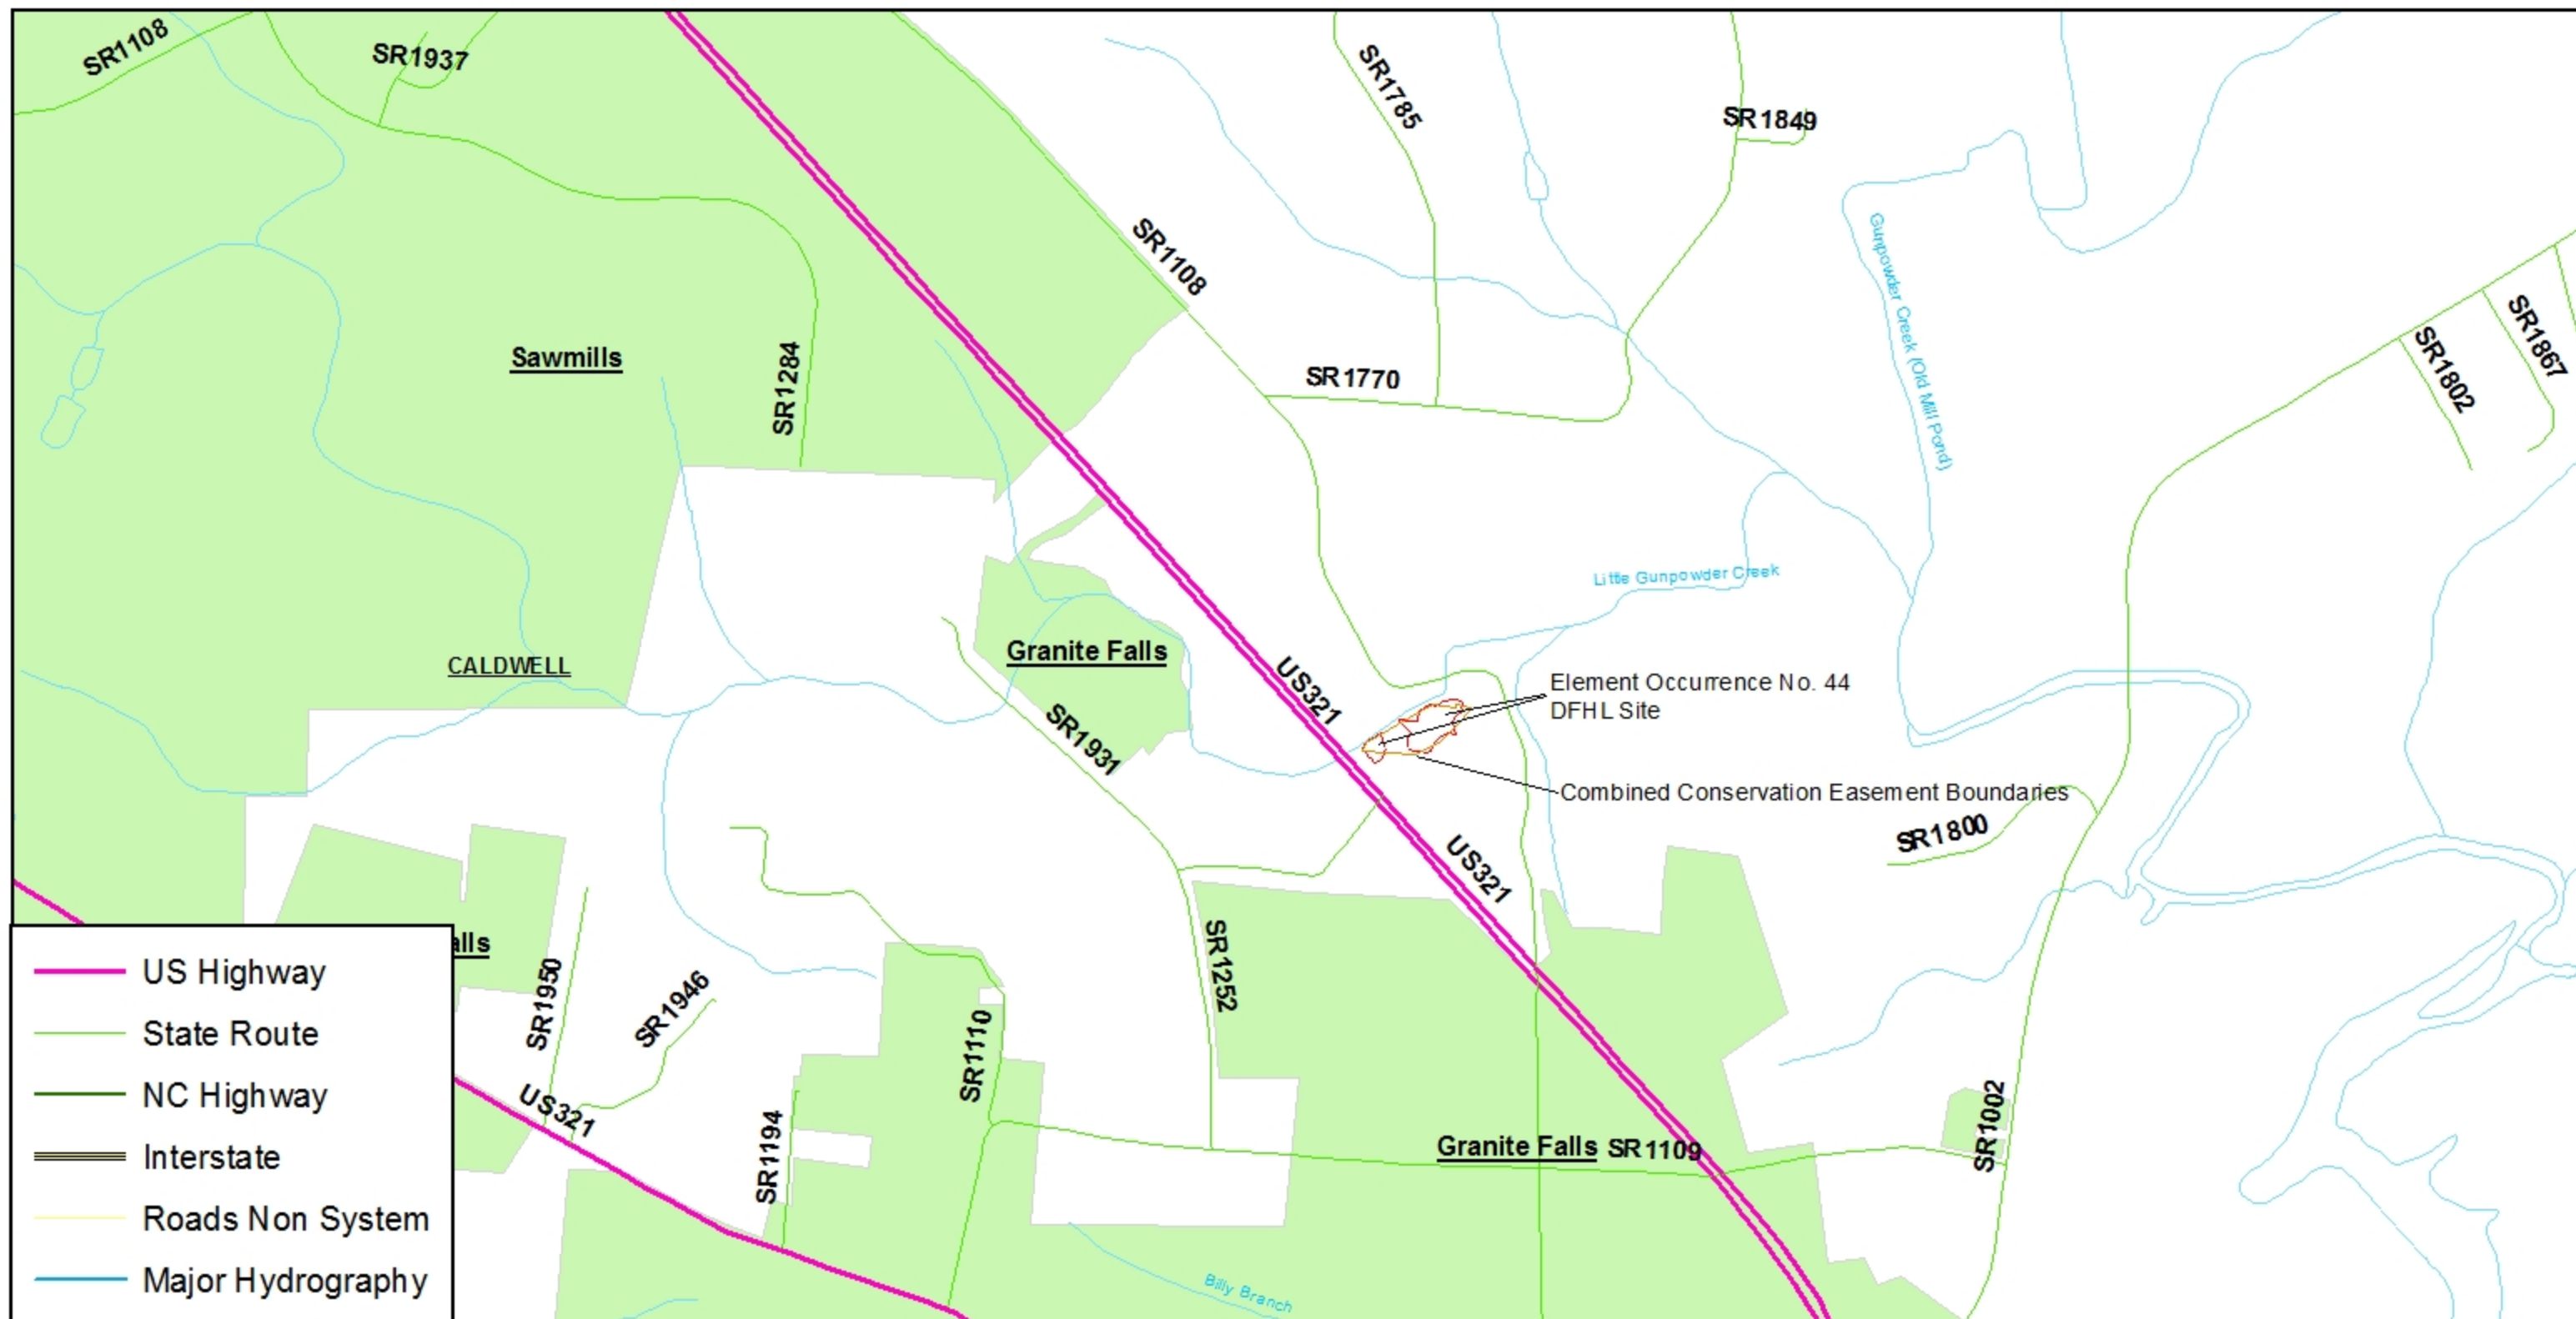 SR1108
SR1937
SR1785
SR1849
SR1108
Gunpowder Creek (Old Mill Pond)
SR1867
SR1802
Sawmills
SR1284
SR1770
Little Gunpowder Creek
CALDWELL
Granite Falls
US321
Element Occurrence No. 44
DFHL Site
SR1931
Combined Conservation Easement Boundaries
SR1800
US321
alls
SR1950
SR1946
SR1252
SR1110
US321
SR1194
Granite Falls
SR1109
SR1002
Billy Branch
US Highway
State Route
NC Highway
Interstate
Roads Non System
Major Hydrography